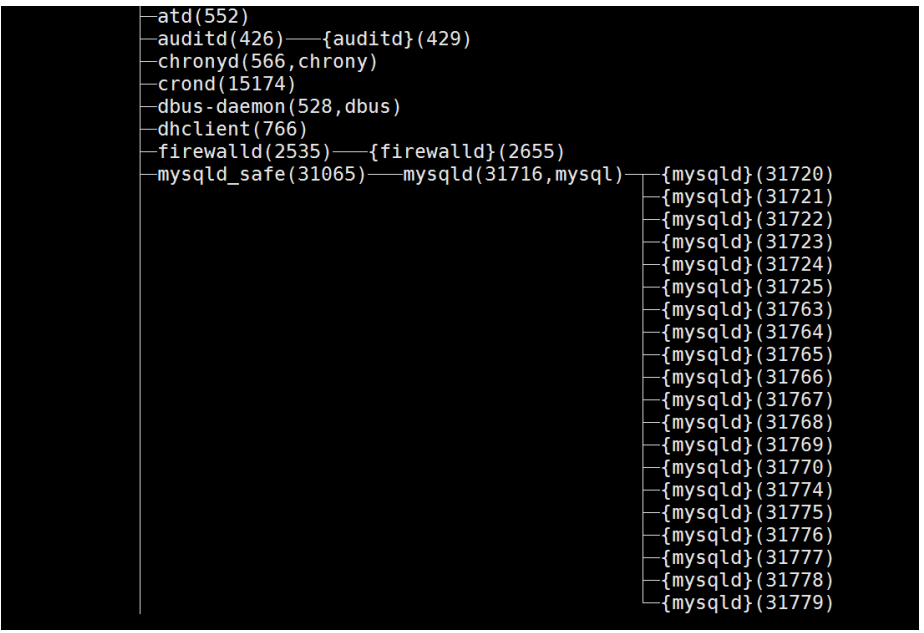 ├─atd(552)
├─auditd(426)───{auditd}(429)
├─chronyd(566,chrony)
├─crond(15174)
├─dbus-daemon(528,dbus)
├─dhclient(766)
├─firewalld(2535)───{firewalld}(2655)
├─mysqld_safe(31065)───mysqld(31716,mysql)─┬─{mysqld}(31720)
│                                          ├─{mysqld}(31721)
│                                          ├─{mysqld}(31722)
│                                          ├─{mysqld}(31723)
│                                          ├─{mysqld}(31724)
│                                          ├─{mysqld}(31725)
│                                          ├─{mysqld}(31763)
│                                          ├─{mysqld}(31764)
│                                          ├─{mysqld}(31765)
│                                          ├─{mysqld}(31766)
│                                          ├─{mysqld}(31767)
│                                          ├─{mysqld}(31768)
│                                          ├─{mysqld}(31769)
│                                          ├─{mysqld}(31770)
│                                          ├─{mysqld}(31774)
│                                          ├─{mysqld}(31775)
│                                          ├─{mysqld}(31776)
│                                          ├─{mysqld}(31777)
│                                          ├─{mysqld}(31778)
│                                          └─{mysqld}(31779)